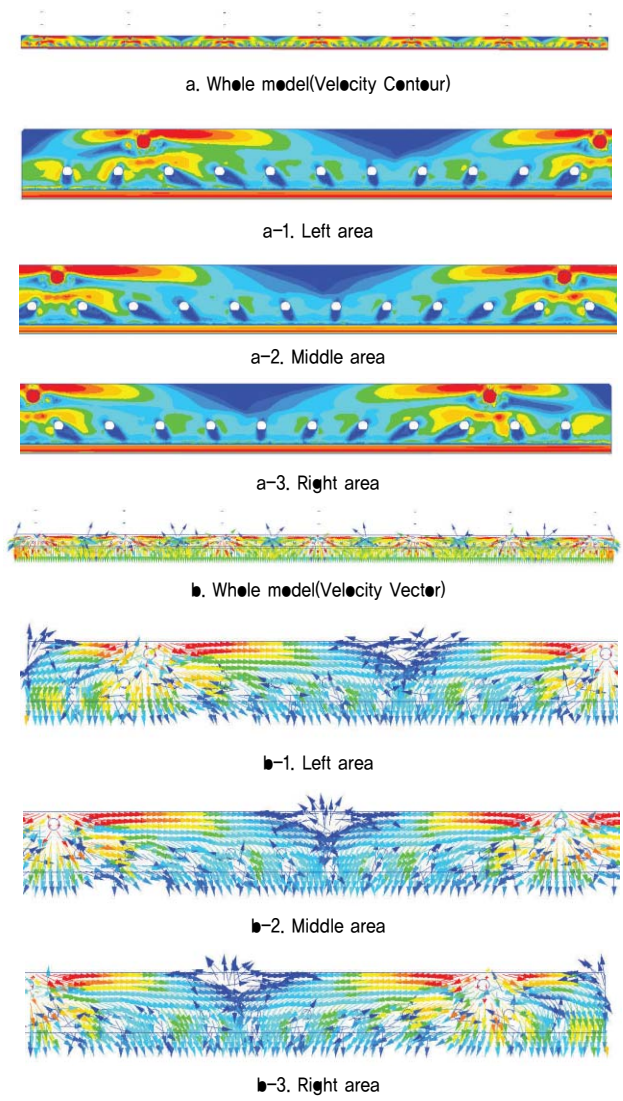 a. Whole model(Velocity Contour)
a-1. Left area
a-2. Middle area
a-3. Right area
b. Whole model(Velocity Vector)
b-1. Left area
b-2. Middle area
b-3. Right area